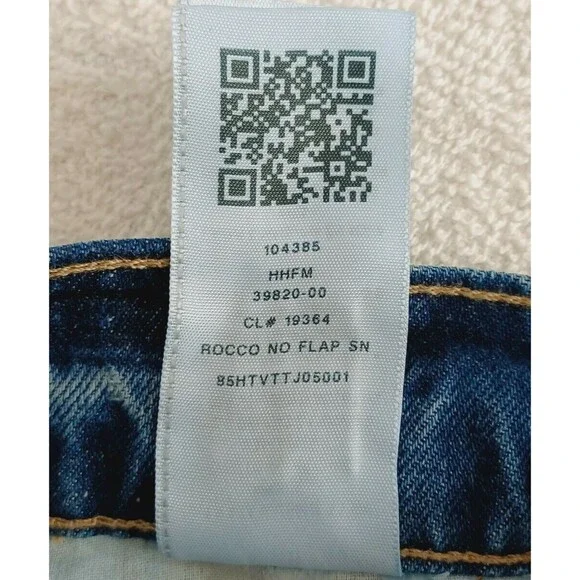 104385
HHFM
39820-00
CL# 19364
ROCCO NO FLAP SN
85HTVTTJ05001